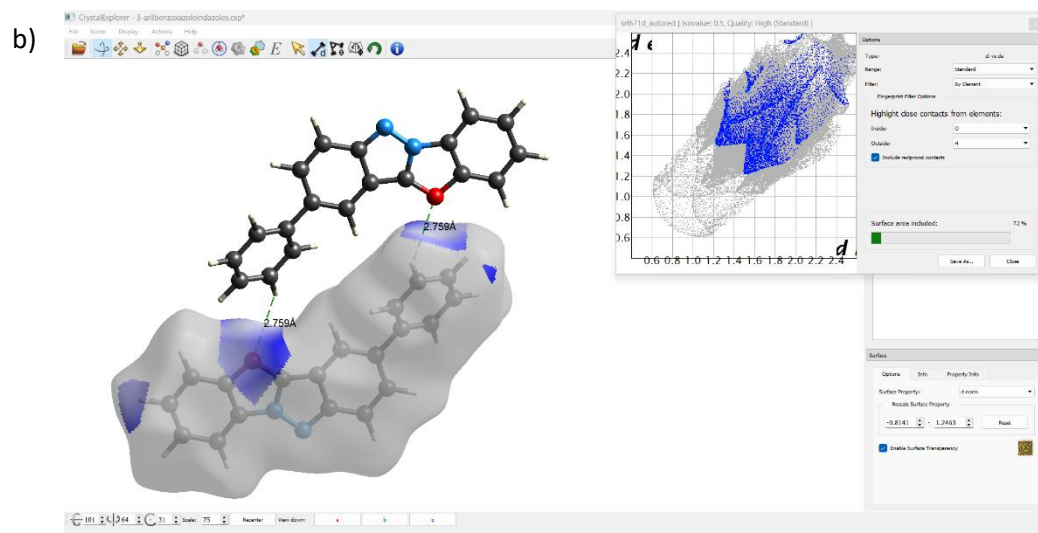 b)
CrystalExplorer - 3-arilbenzoxazoloindazoles.cxp*
File Scene Display Actions Help
2.759Å
2.759Å
101 64 31 Scale: 75 Recenter View down: a b c
sd671d_autored [ Isovalue: 0.5, Quality: High (Standard) ]
d e
2.4
2.2
2.0
1.8
1.6
1.4
1.2
1.0
0.8
0.6
0.6 0.8 1.0 1.2 1.4 1.6 1.8 2.0 2.2 2.4
d i
Options
Type: di vs de
Range: Standard
Filter: By Element
Fingerprint Filter Options
Highlight close contacts from elements:
Inside O
Outside H
Include reciprocal contacts
Surface area included: 7.2 %
Save As... Close
Surface
Options Info Property Info
Surface Property: d norm
Rescale Surface Property
-0.8141 - 1.2463 Reset
Enable Surface Transparency